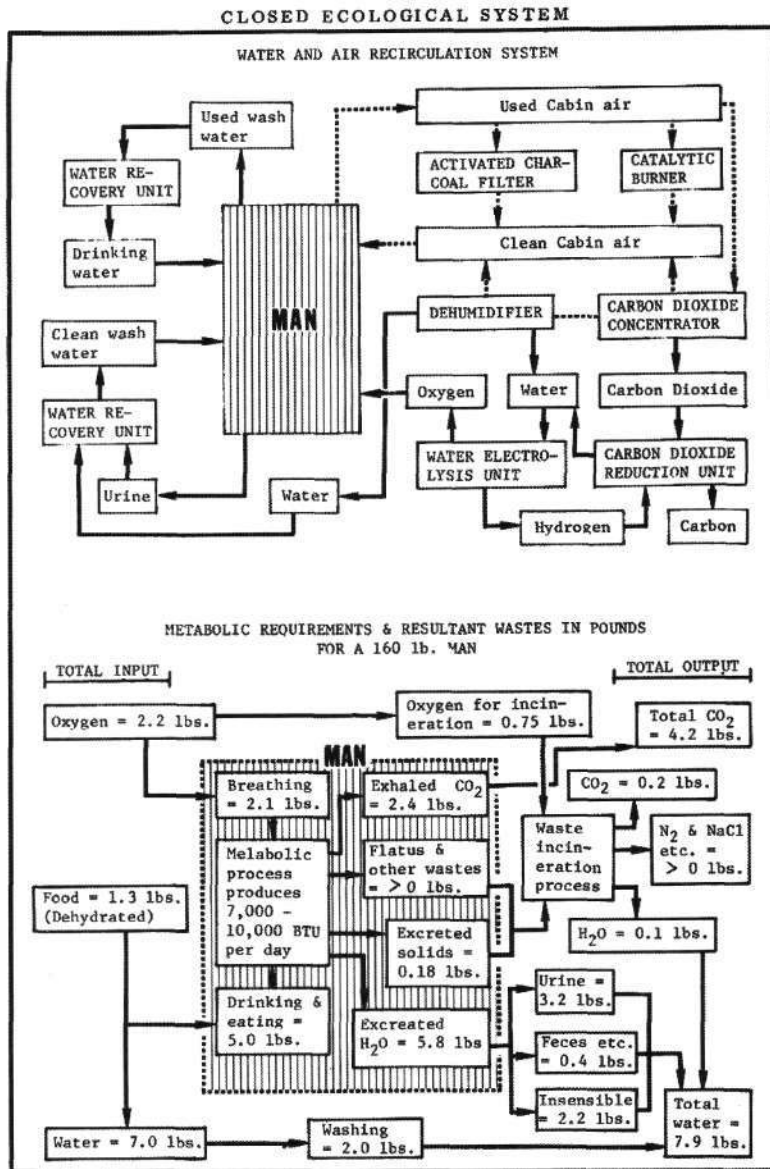 CLOSED ECOLOGICAL SYSTEM
WATER AND AIR RECIRCULATION SYSTEM
Used wash
water
WATER RE-
COVERY UNIT
Drinking
water
Clean wash
water
WATER RE-
COVERY UNIT
Urine
MAN
Water
Used Cabin air
ACTIVATED CHAR-
COAL FILTER
CATALYTIC
BURNER
Clean Cabin air
DEHUMIDIFIER
CARBON DIOXIDE
CONCENTRATOR
Oxygen
Water
Carbon Dioxide
WATER ELECTRO-
LYSIS UNIT
CARBON DIOXIDE
REDUCTION UNIT
Hydrogen
Carbon
METABOLIC REQUIREMENTS & RESULTANT WASTES IN POUNDS
FOR A 160 lb. MAN
TOTAL INPUT
TOTAL OUTPUT
Oxygen = 2.2 lbs.
Oxygen for incin-
eration = 0.75 lbs.
Total CO₂
= 4.2 lbs.
MAN
Breathing
= 2.1 lbs.
Exhaled CO₂
= 2.4 lbs.
CO₂ = 0.2 lbs.
Melabolic
process
produces
7,000 -
10,000 BTU
per day
Flatus &
other wastes
= > 0 lbs.
Waste
incin-
eration
process
N₂ & NaCl
etc. =
> 0 lbs.
Food = 1.3 lbs.
(Dehydrated)
Excreted
solids =
0.18 lbs.
H₂O = 0.1 lbs.
Drinking &
eating =
5.0 lbs.
Excreated
H₂O = 5.8 lbs
Urine =
3.2 lbs.
Feces etc.
= 0.4 lbs.
Insensible
= 2.2 lbs.
Water = 7.0 lbs.
Washing
= 2.0 lbs.
Total
water =
7.9 lbs.